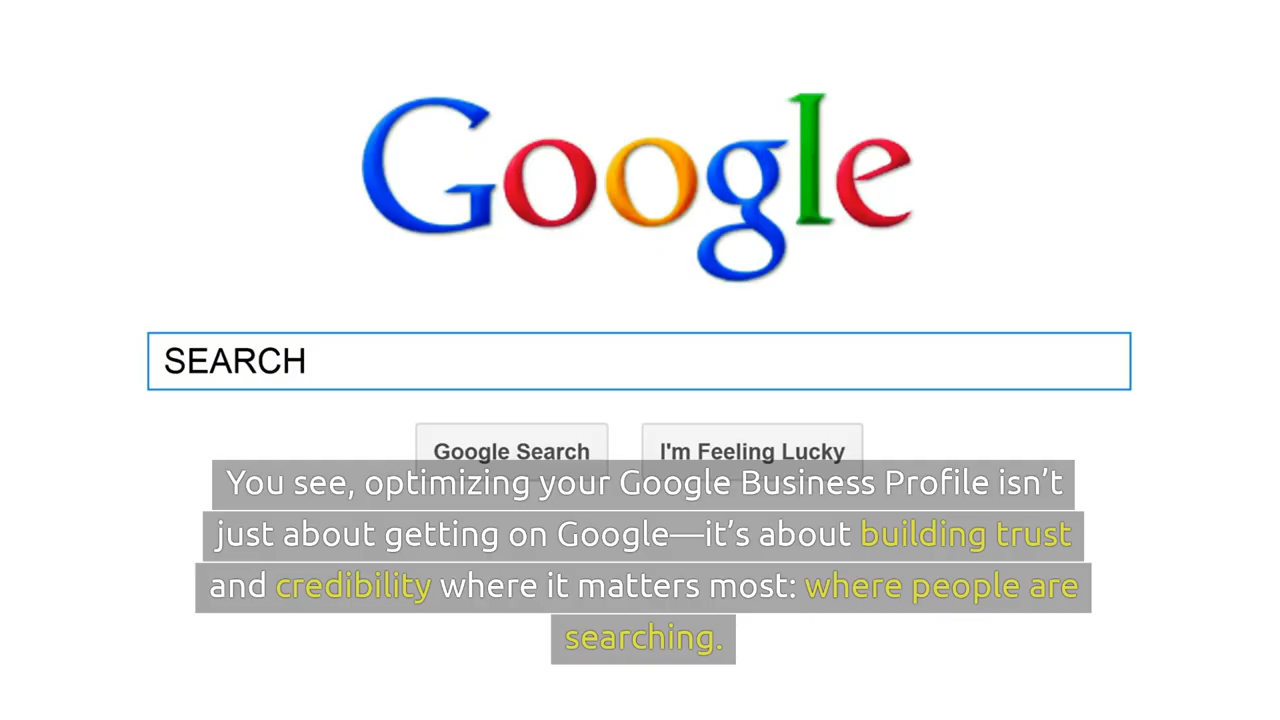 Google
SEARCH
Google Search
I'm Feeling Lucky
You see, optimizing your Google Business Profile isn’t
just about getting on Google—it’s about building trust
and credibility where it matters most: where people are
searching.